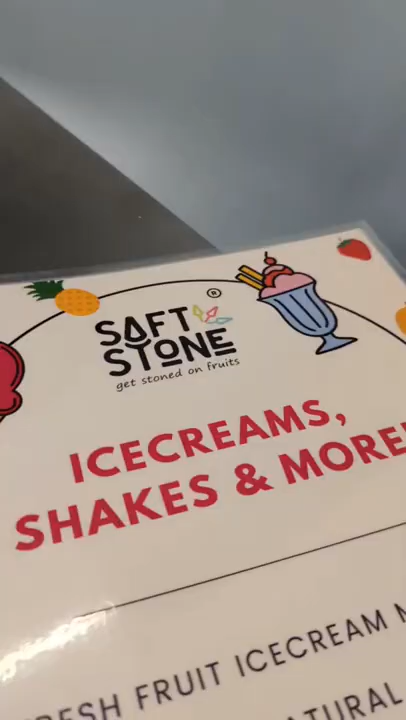 ®
SAFT
STONE
get stoned on fruits
ICECREAMS,
SHAKES & MORE!
FRESH FRUIT ICECREAM